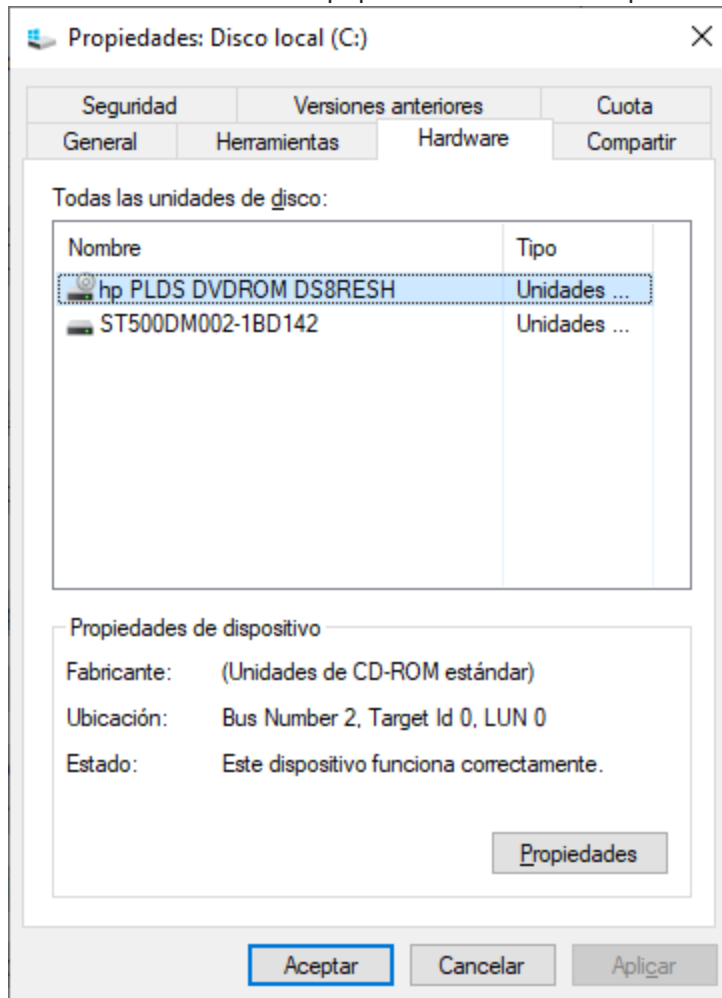 Propiedades: Disco local (C:)
Seguridad Versiones anteriores Cuota
General Herramientas Hardware Compartir
Todas las unidades de disco:
Nombre Tipo
hp PLDS DVDROM DS8RESH Unidades ...
ST500DM002-1BD142 Unidades ...
Propiedades de dispositivo
Fabricante: (Unidades de CD-ROM estándar)
Ubicación: Bus Number 2, Target Id 0, LUN 0
Estado: Este dispositivo funciona correctamente.
Propiedades
Aceptar Cancelar Aplicar